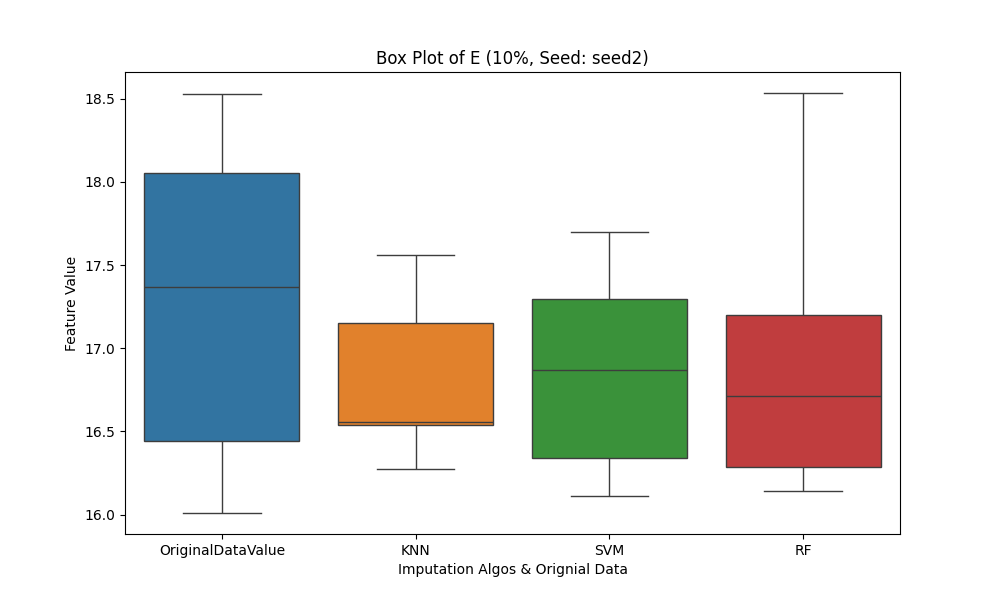 Box Plot of E (10%, Seed: seed2)
Feature Value
18.5
18.0
17.5
17.0
16.5
16.0
OriginalDataValue KNN SVM RF
Imputation Algos & Orignial Data